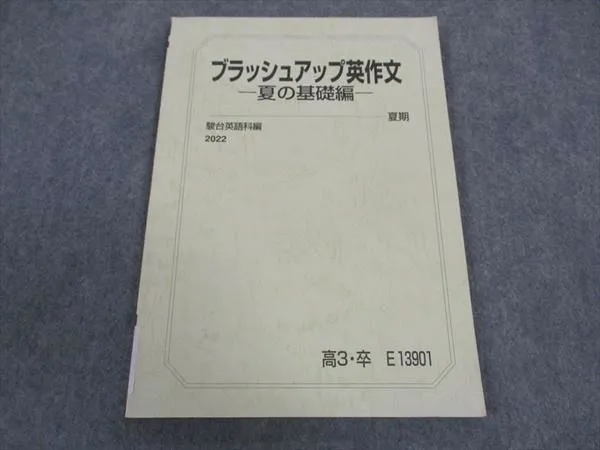 ブラッシュアップ英作文
―夏の基礎編―
夏期
駿台英語科編
2022
高3・卒 E13901